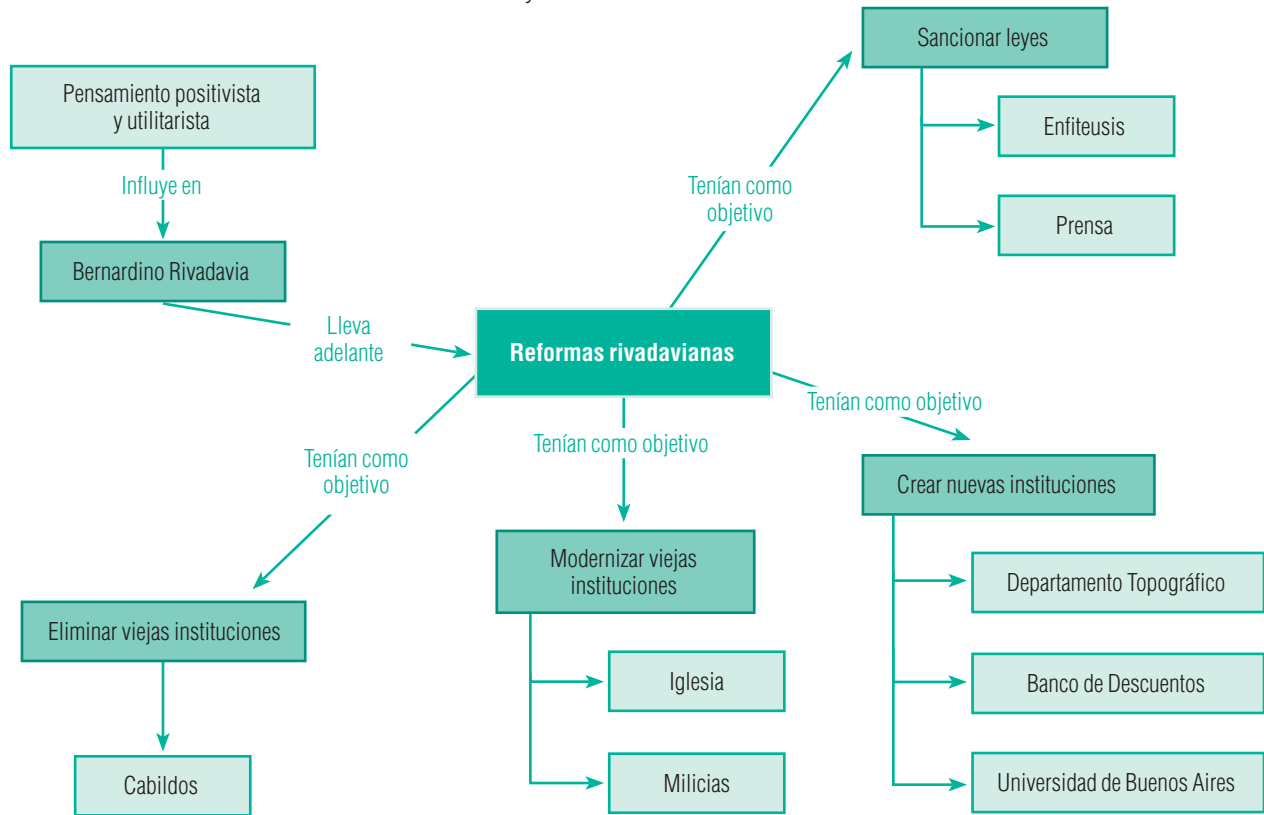 Sancionar leyes
Pensamiento positivista
y utilitarista
Enfiteusis
Influye en
Tenían como
objetivo
Prensa
Bernardino Rivadavia
Lleva
adelante
Reformas rivadavianas
Tenían como objetivo
Tenían como objetivo
Tenían como
objetivo
Crear nuevas instituciones
Modernizar viejas
instituciones
Departamento Topográfico
Eliminar viejas instituciones
Iglesia
Banco de Descuentos
Cabildos
Milicias
Universidad de Buenos Aires